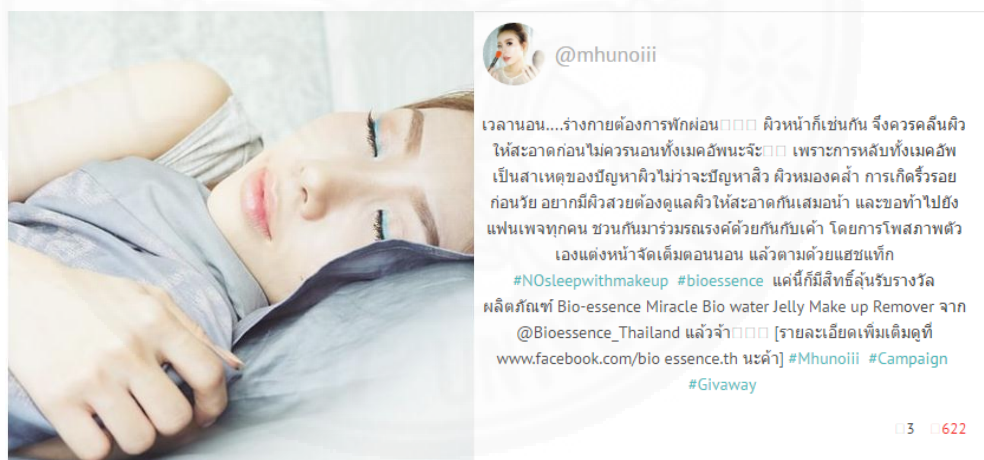 @mhunoiii
เวลานอน....ร่างกายต้องการพักผ่อน ผิวหน้าก็เช่นกัน จึงควรคลีนผิว
ให้สะอาดก่อนไม่ควรนอนทั้งเมคอัพนะจ๊ะ เพราะการหลับทั้งเมคอัพ
เป็นสาเหตุของปัญหาผิวไม่ว่าจะปัญหาสิว ผิวหมองคล้ำ การเกิดริ้วรอย
ก่อนวัย อยากมีผิวสวยต้องดูแลผิวให้สะอาดกันเสมอน้า และขอท้าไปยัง
แฟนเพจทุกคน ชวนกันมาร่วมรณรงค์ด้วยกันกับเค้า โดยการโพสภาพตัว
เองแต่งหน้าจัดเต็มตอนนอน แล้วตามด้วยแฮชแท็ก
#NOsleepwithmakeup #bioessence แค่นี้ก็มีสิทธิ์ลุ้นรับรางวัล
ผลิตภัณฑ์ Bio-essence Miracle Bio water Jelly Make up Remover จาก
@Bioessence_Thailand แล้วจ้า [รายละเอียดเพิ่มเติมดูที่
www.facebook.com/bio essence.th นะค้า] #Mhunoiii #Campaign
#Givaway
3 622